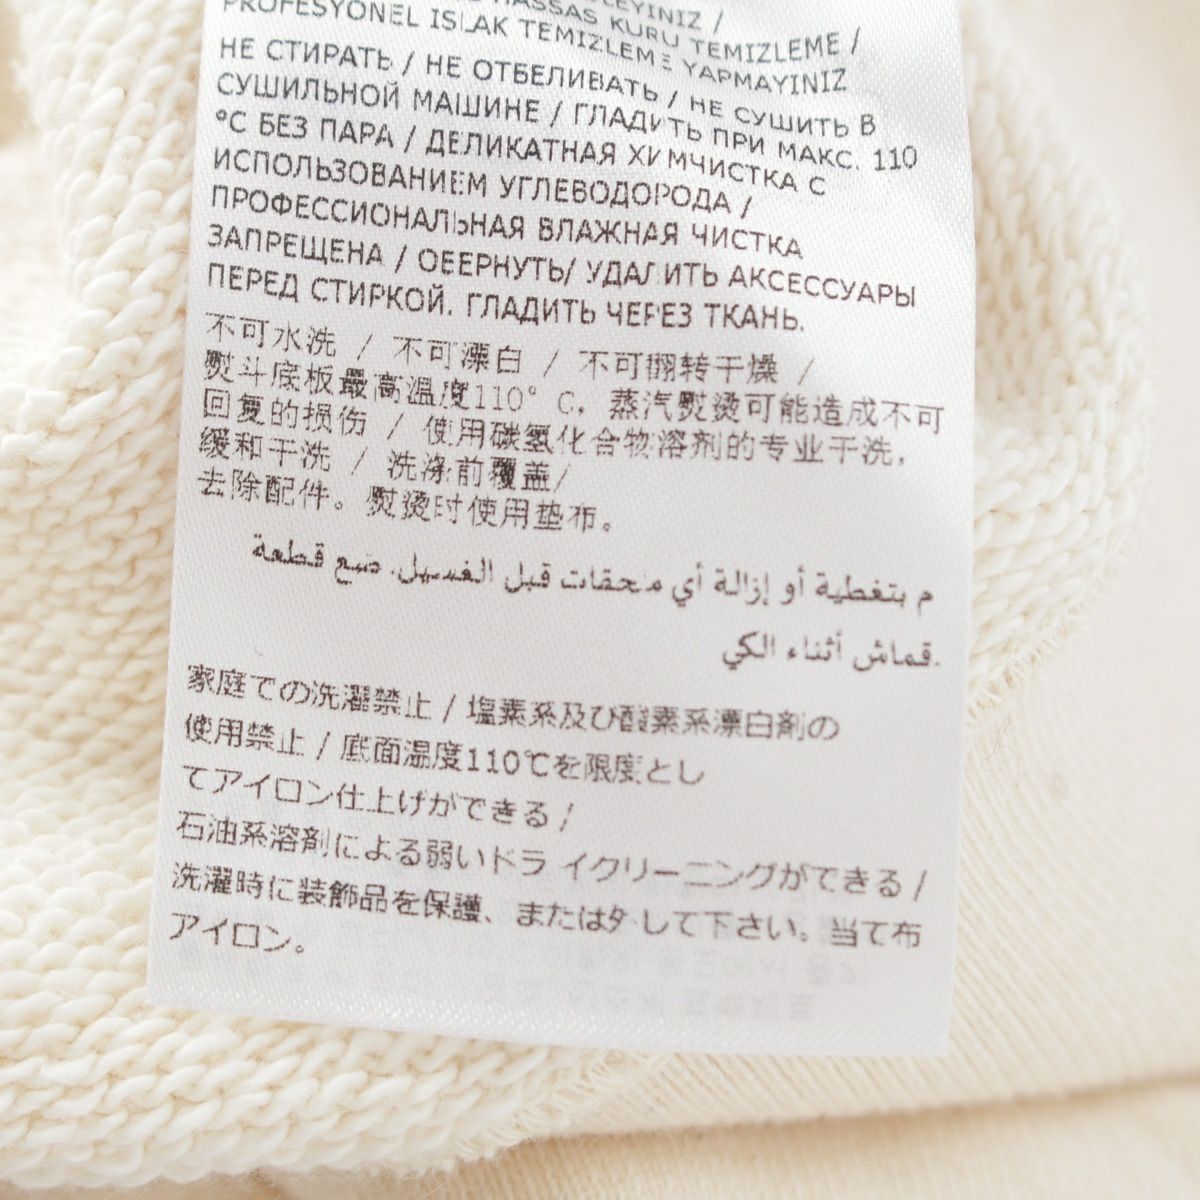 EYINIZ /
HASSAS KURU TEMIZLEME /
PROFESYONEL ISLAK TEMIZLEME YAPMAYINIZ
НЕ СТИРАТЬ / НЕ ОТБЕЛИВАТЬ / НЕ СУШИТЬ В
СУШИЛЬНОЙ МАШИНЕ / ГЛАДИТЬ ПРИ МАКС. 110
°C БЕЗ ПАРА / ДЕЛИКАТНАЯ ХИМЧИСТКА С
ИСПОЛЬЗОВАНИЕМ УГЛЕВОДОРОДА /
ПРОФЕССИОНАЛЬНАЯ ВЛАЖНАЯ ЧИСТКА
ЗАПРЕЩЕНА / ОБЕРНУТЬ/ УДАЛИТЬ АКСЕССУАРЫ
ПЕРЕД СТИРКОЙ. ГЛАДИТЬ ЧЕРЕЗ ТКАНЬ.
不可水洗 / 不可漂白 / 不可翻转干燥 /
熨斗底板最高温度110° C，蒸汽熨烫可能造成不可
回复的损伤 / 使用碳氢化合物溶剂的专业干洗，
缓和干洗 / 洗涤前覆盖/
去除配件。熨烫时使用垫布。
م بتغطية أو إزالة أي ملحقات قبل الغسيل. ضع قطعة
قماش أثناء الكي.
家庭での洗濯禁止 / 塩素系及び酸素系漂白剤の
使用禁止 / 底面温度110℃を限度とし
てアイロン仕上げができる /
石油系溶剤による弱いドライクリーニングができる /
洗濯時に装飾品を保護、または外して下さい。当て布
アイロン。